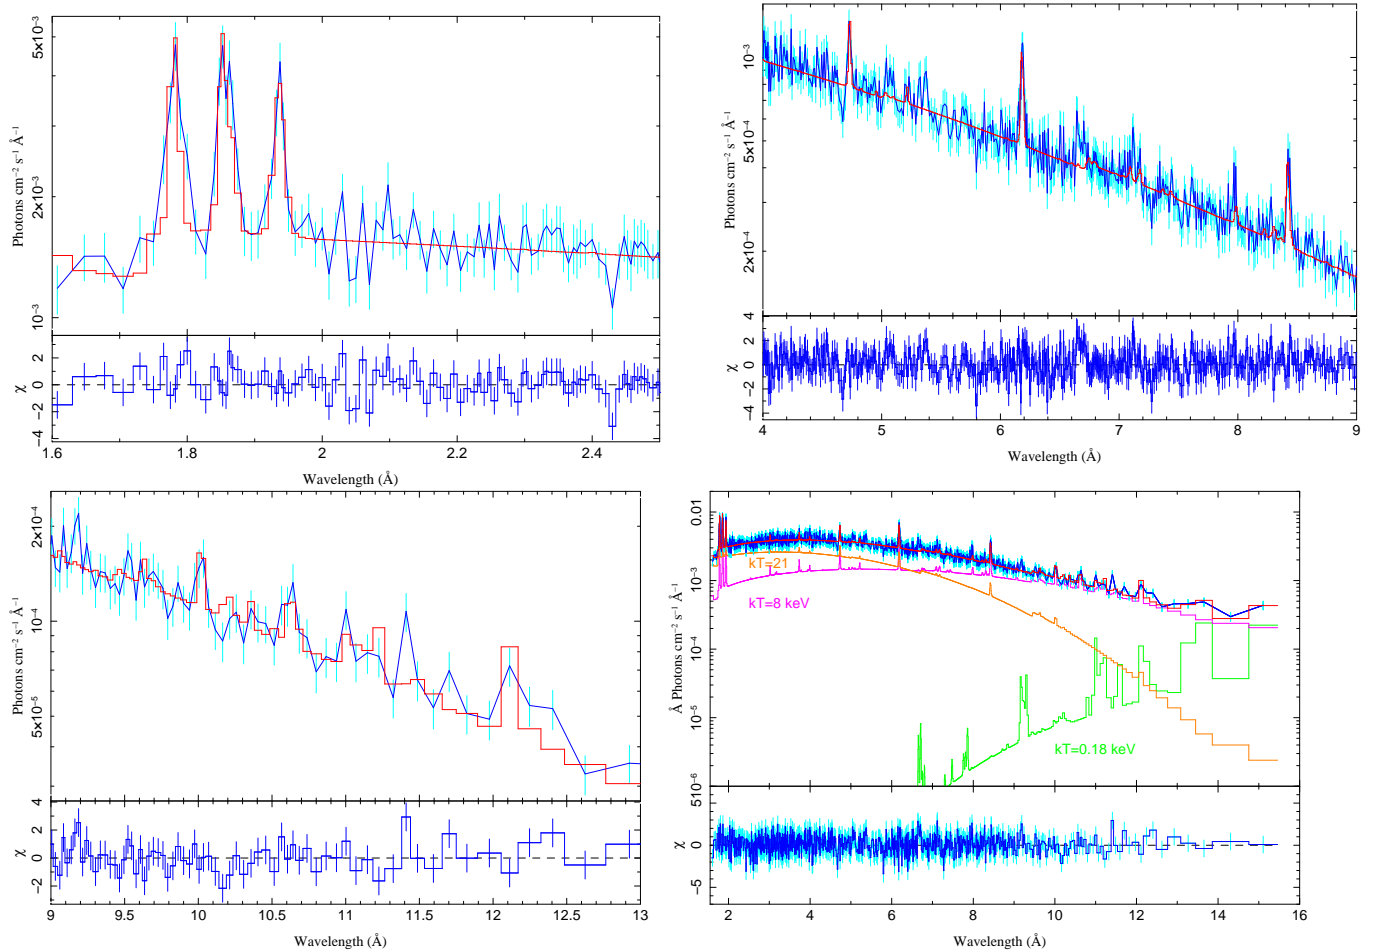 5×10⁻³
2×10⁻³
10⁻³
Photons cm⁻² s⁻¹ Å⁻¹
2
0
−2
−4
χ
1.6 1.8 2 2.2 2.4
Wavelength (Å)
10⁻³
5×10⁻⁴
2×10⁻⁴
Photons cm⁻² s⁻¹ Å⁻¹
4
2
0
−2
−4
χ
4 5 6 7 8 9
Wavelength (Å)
2×10⁻⁴
10⁻⁴
5×10⁻⁵
Photons cm⁻² s⁻¹ Å⁻¹
4
2
0
−2
χ
9 9.5 10 10.5 11 11.5 12 12.5 13
Wavelength (Å)
0.01
10⁻³
10⁻⁴
10⁻⁵
10⁻⁶
Å Photons cm⁻² s⁻¹ Å⁻¹
kT=21
kT=8 keV
kT=0.18 keV
10
5
0
−5
χ
2 4 6 8 10 12 14 16
Wavelength (Å)